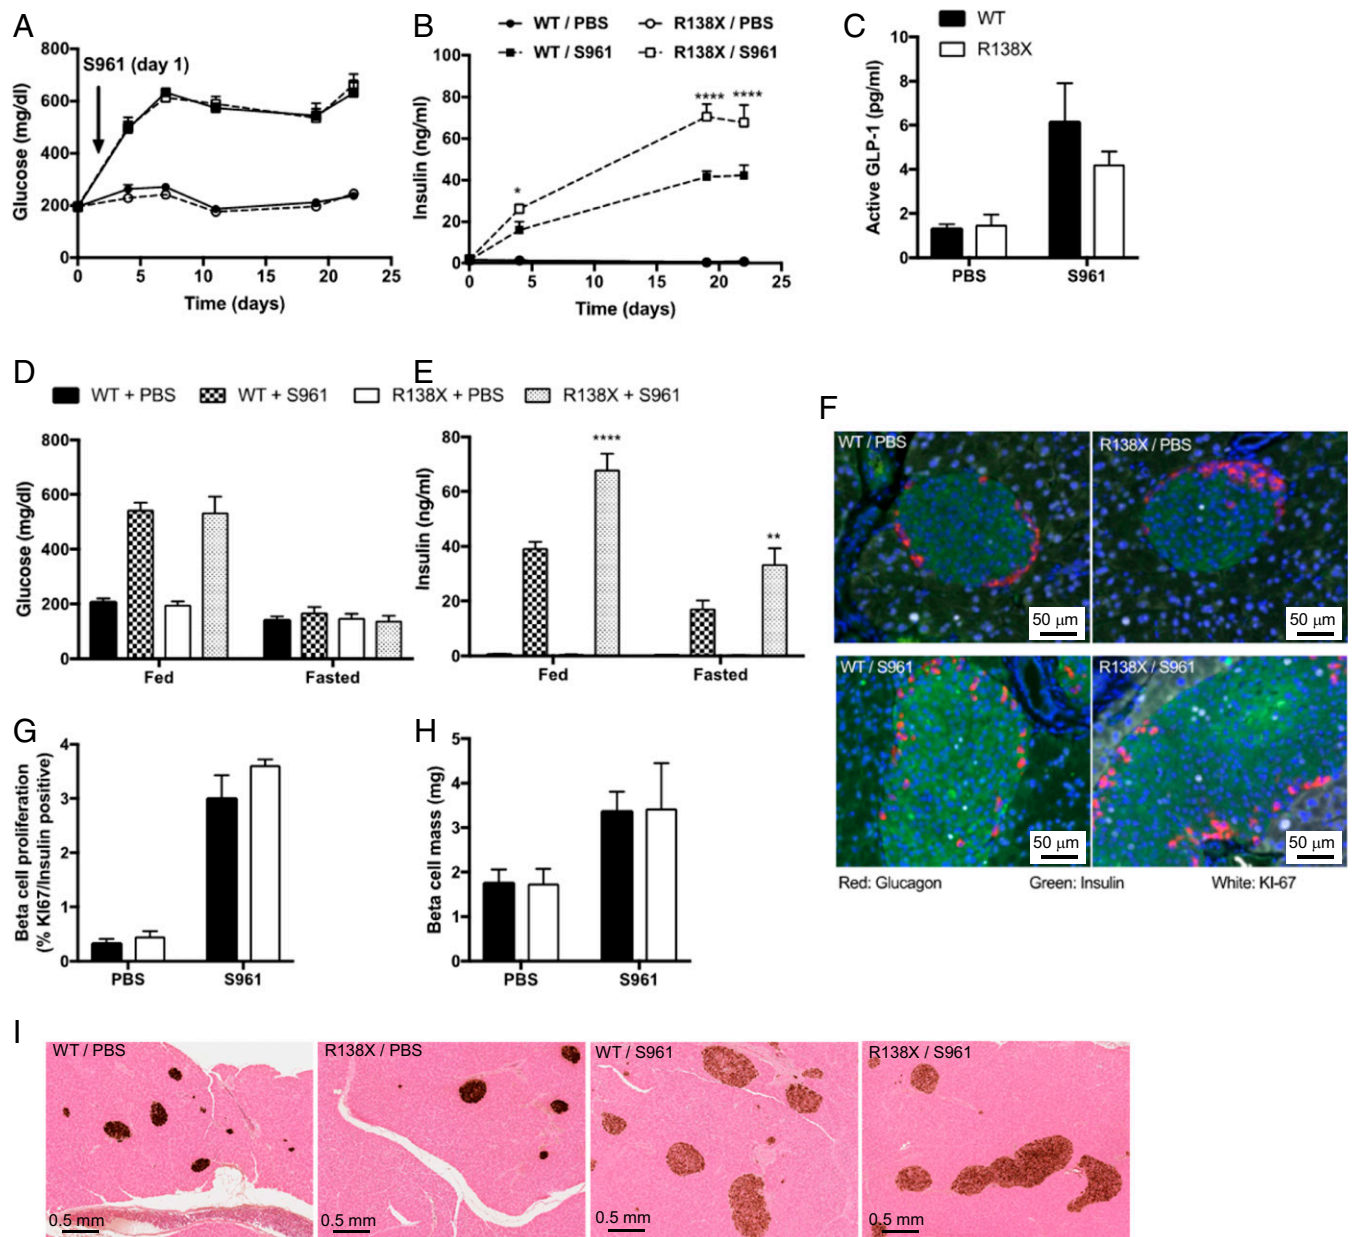 A
800
600
400
200
0
Glucose (mg/dl)
S961 (day 1)
0 5 10 15 20 25
Time (days)
B
WT / PBS
R138X / PBS
WT / S961
R138X / S961
100
80
60
40
20
0
Insulin (ng/ml)
*
**** ****
0 5 10 15 20 25
Time (days)
C
WT
R138X
10
8
6
4
2
0
Active GLP-1 (pg/ml)
PBS S961
D
E
WT + PBS WT + S961 R138X + PBS R138X + S961
800
600
400
200
0
Glucose (mg/dl)
Fed Fasted
80
60
40
20
0
Insulin (ng/ml)
****
**
Fed Fasted
F
WT / PBS
R138X / PBS
50 μm
50 μm
WT / S961
R138X / S961
50 μm
50 μm
Red: Glucagon Green: Insulin White: KI-67
G
4
3
2
1
0
Beta cell proliferation
(% KI67/Insulin positive)
PBS S961
H
5
4
3
2
1
0
Beta cell mass (mg)
PBS S961
I
WT / PBS
R138X / PBS
WT / S961
R138X / S961
0.5 mm
0.5 mm
0.5 mm
0.5 mm